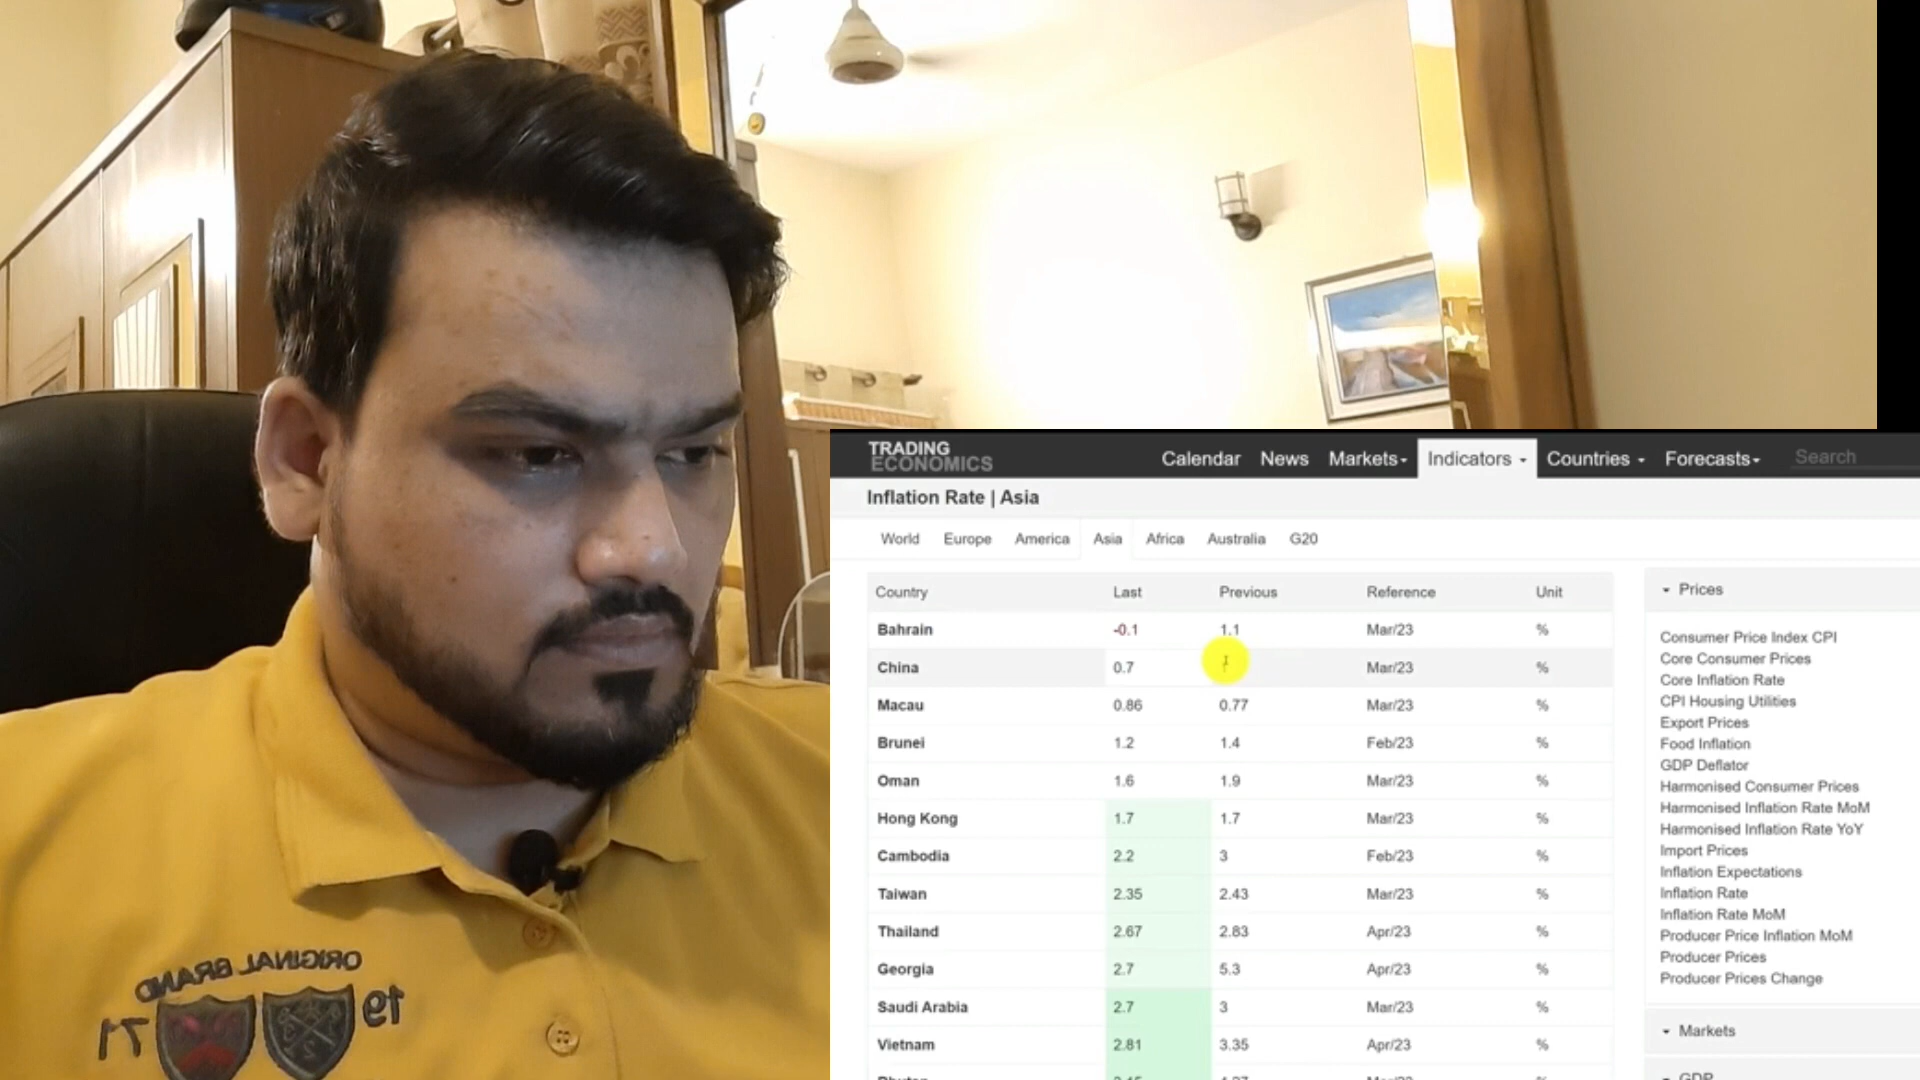 TRADING
ECONOMICS
Calendar News Markets Indicators Countries Forecasts Search
Inflation Rate | Asia
World Europe America Asia Africa Australia G20
Country Last Previous Reference Unit
Bahrain -0.1 1.1 Mar/23 %
China 0.7 Mar/23 %
Macau 0.86 0.77 Mar/23 %
Brunei 1.2 1.4 Feb/23 %
Oman 1.6 1.9 Mar/23 %
Hong Kong 1.7 1.7 Mar/23 %
Cambodia 2.2 3 Feb/23 %
Taiwan 2.35 2.43 Mar/23 %
Thailand 2.67 2.83 Apr/23 %
Georgia 2.7 5.3 Apr/23 %
Saudi Arabia 2.7 3 Mar/23 %
Vietnam 2.81 3.35 Apr/23 %
Prices
Consumer Price Index CPI
Core Consumer Prices
Core Inflation Rate
CPI Housing Utilities
Export Prices
Food Inflation
GDP Deflator
Harmonised Consumer Prices
Harmonised Inflation Rate MoM
Harmonised Inflation Rate YoY
Import Prices
Inflation Expectations
Inflation Rate
Inflation Rate MoM
Producer Price Inflation MoM
Producer Prices
Producer Prices Change
Markets
GDP
ORIGINAL BRAND
19 71